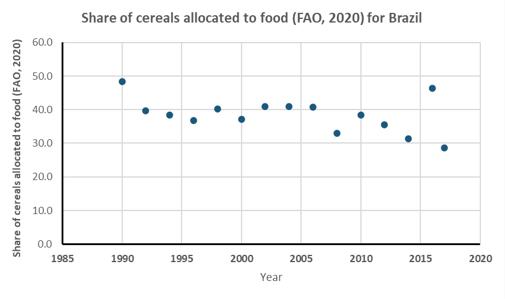 Share of cereals allocated to food (FAO, 2020) for Brazil
Share of cereals allocated to food (FAO, 2020)
60.0
50.0
40.0
30.0
20.0
10.0
0.0
1985 1990 1995 2000 2005 2010 2015 2020
Year